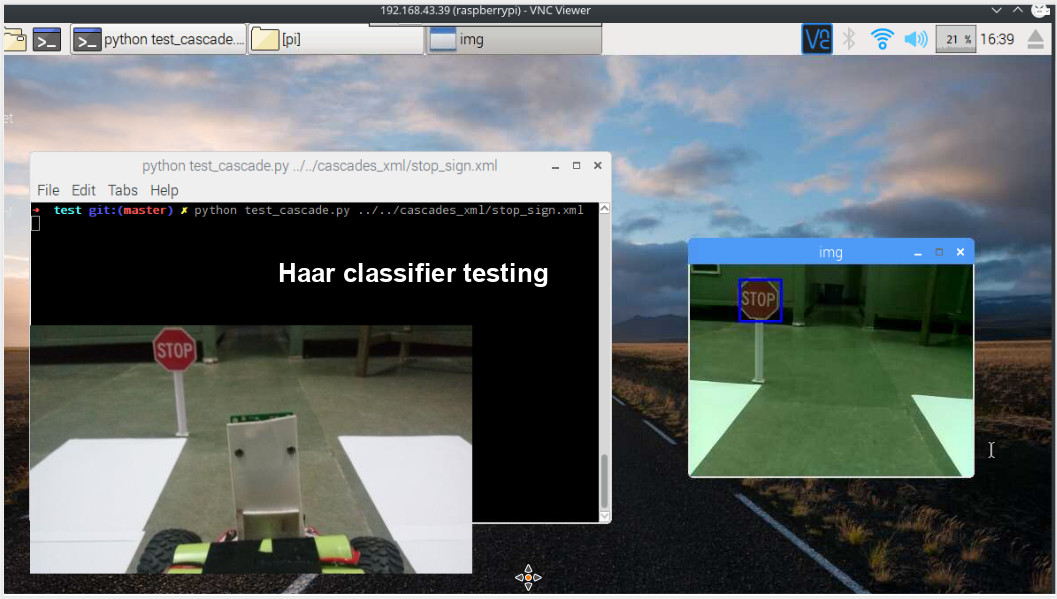 192.168.43.39 (raspberrypi) - VNC Viewer
python test_cascade...
[pi]
img
21 %
16:39
python test_cascade.py ../../cascades_xml/stop_sign.xml
File Edit Tabs Help
→ test git:(master) ✗ python test_cascade.py ../../cascades_xml/stop_sign.xml
Haar classifier testing
img
STOP
STOP